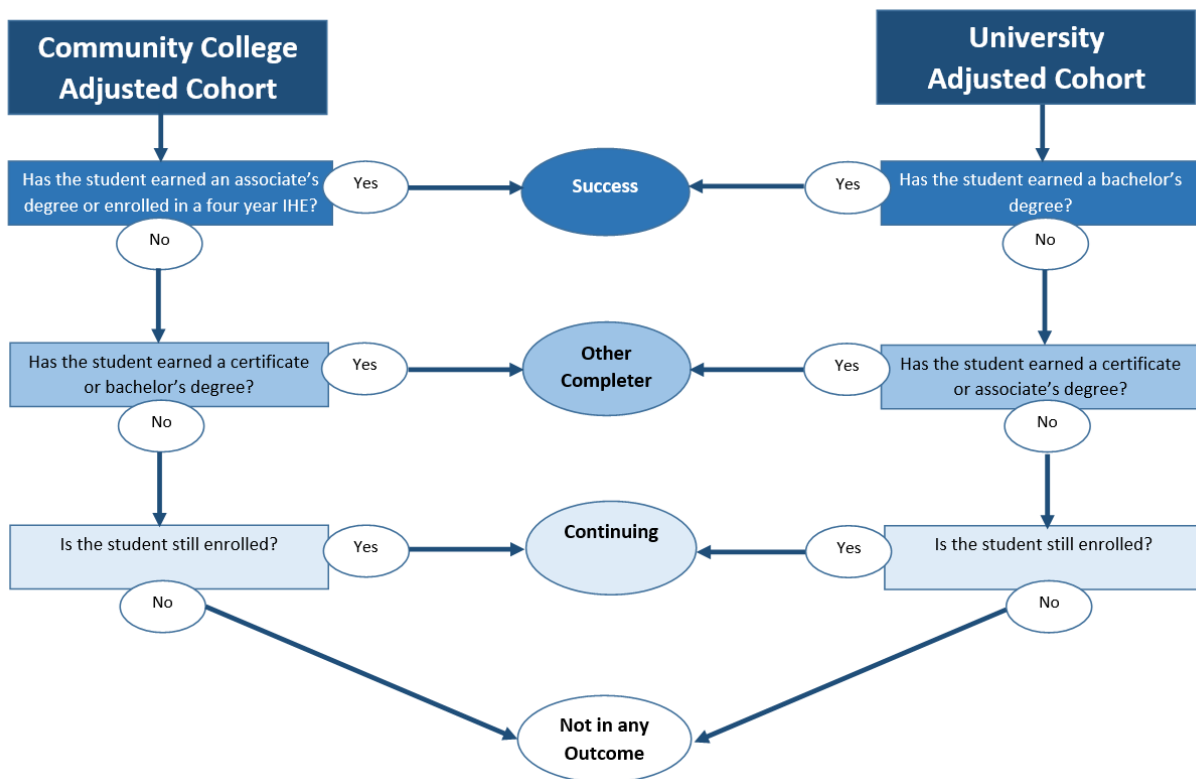 Community College
Adjusted Cohort
University
Adjusted Cohort
Has the student earned an associate’s
degree or enrolled in a four year IHE?
Yes
Success
Yes
Has the student earned a bachelor’s
degree?
No
No
Has the student earned a certificate
or bachelor’s degree?
Yes
Other
Completer
Yes
Has the student earned a certificate
or associate’s degree?
No
No
Is the student still enrolled?
Yes
Continuing
Yes
Is the student still enrolled?
No
No
Not in any
Outcome